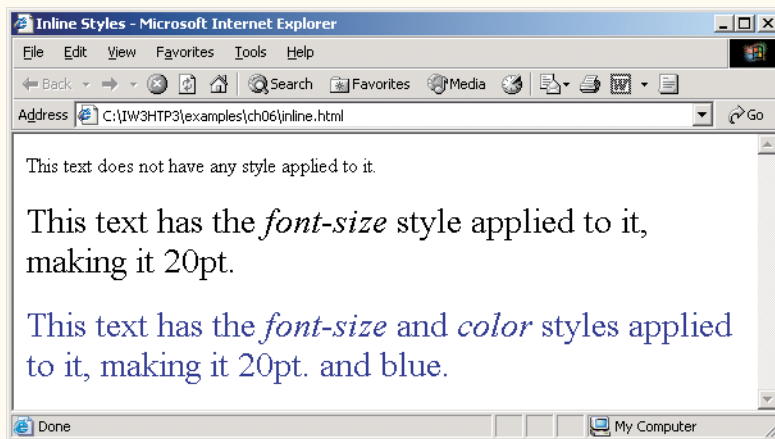 Inline Styles - Microsoft Internet Explorer
File Edit View Favorites Tools Help
Back Search Favorites Media
Address C:\IW3HTP3\examples\ch06\inline.html Go
This text does not have any style applied to it.
This text has the font-size style applied to it,
making it 20pt.
This text has the font-size and color styles applied
to it, making it 20pt. and blue.
Done My Computer